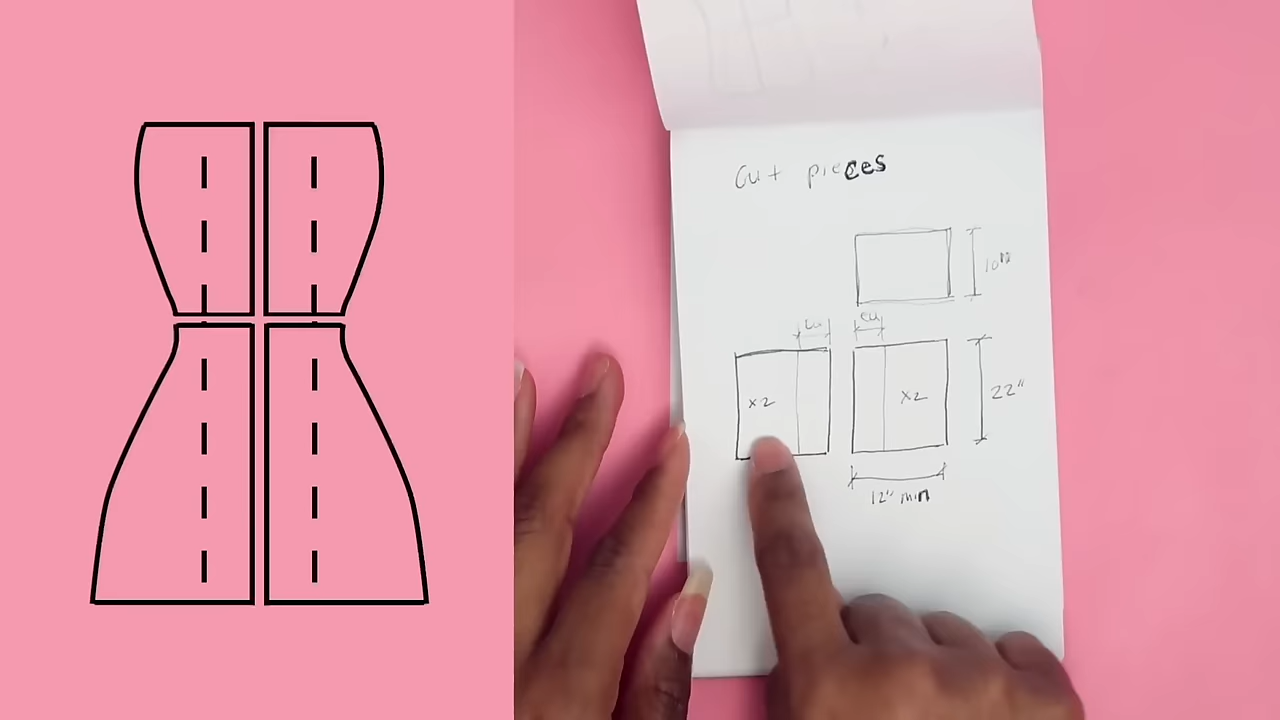 Cut pieces
10"
x2
x2
22"
12" min